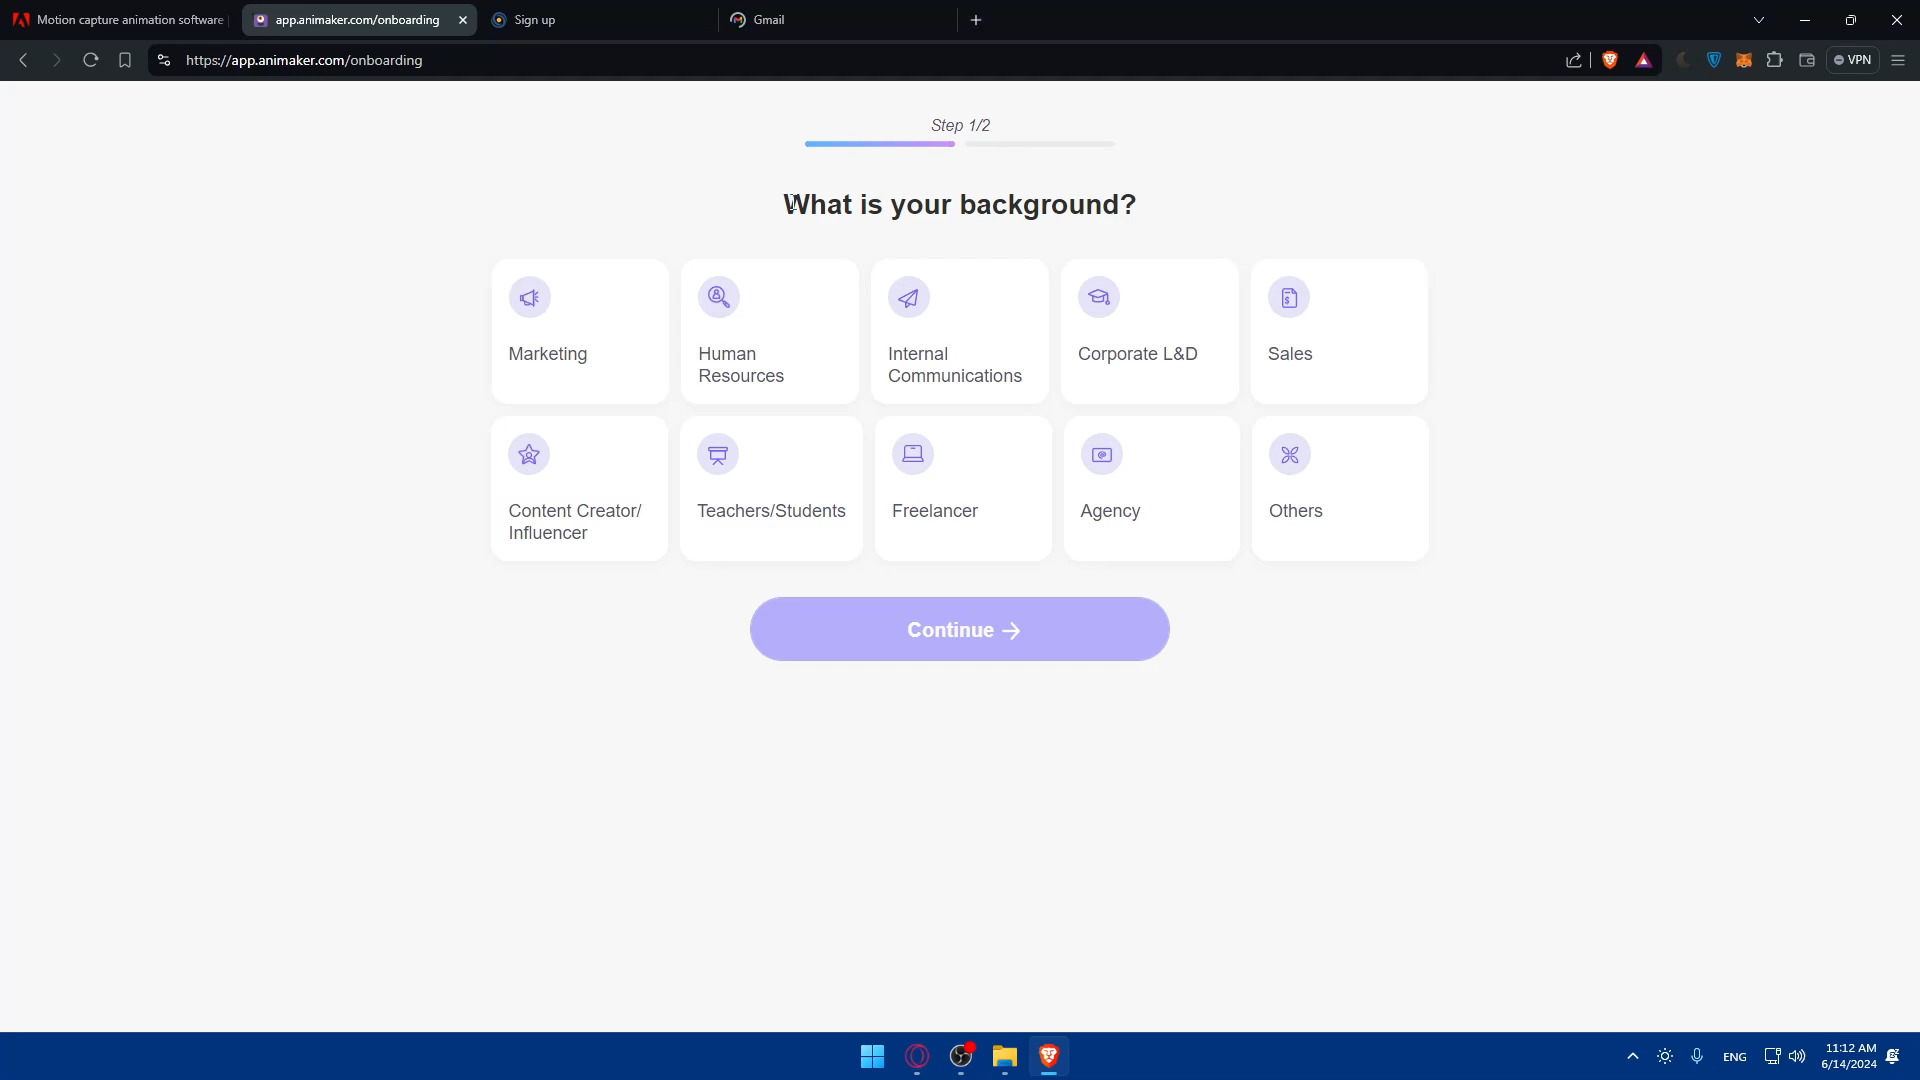 Motion capture animation software
app.animaker.com/onboarding
Sign up
Gmail
https://app.animaker.com/onboarding
VPN
Step 1/2
What is your background?
Marketing
Human
Resources
Internal
Communications
Corporate L&D
Sales
Content Creator/
Influencer
Teachers/Students
Freelancer
Agency
Others
Continue →
ENG
11:12 AM
6/14/2024